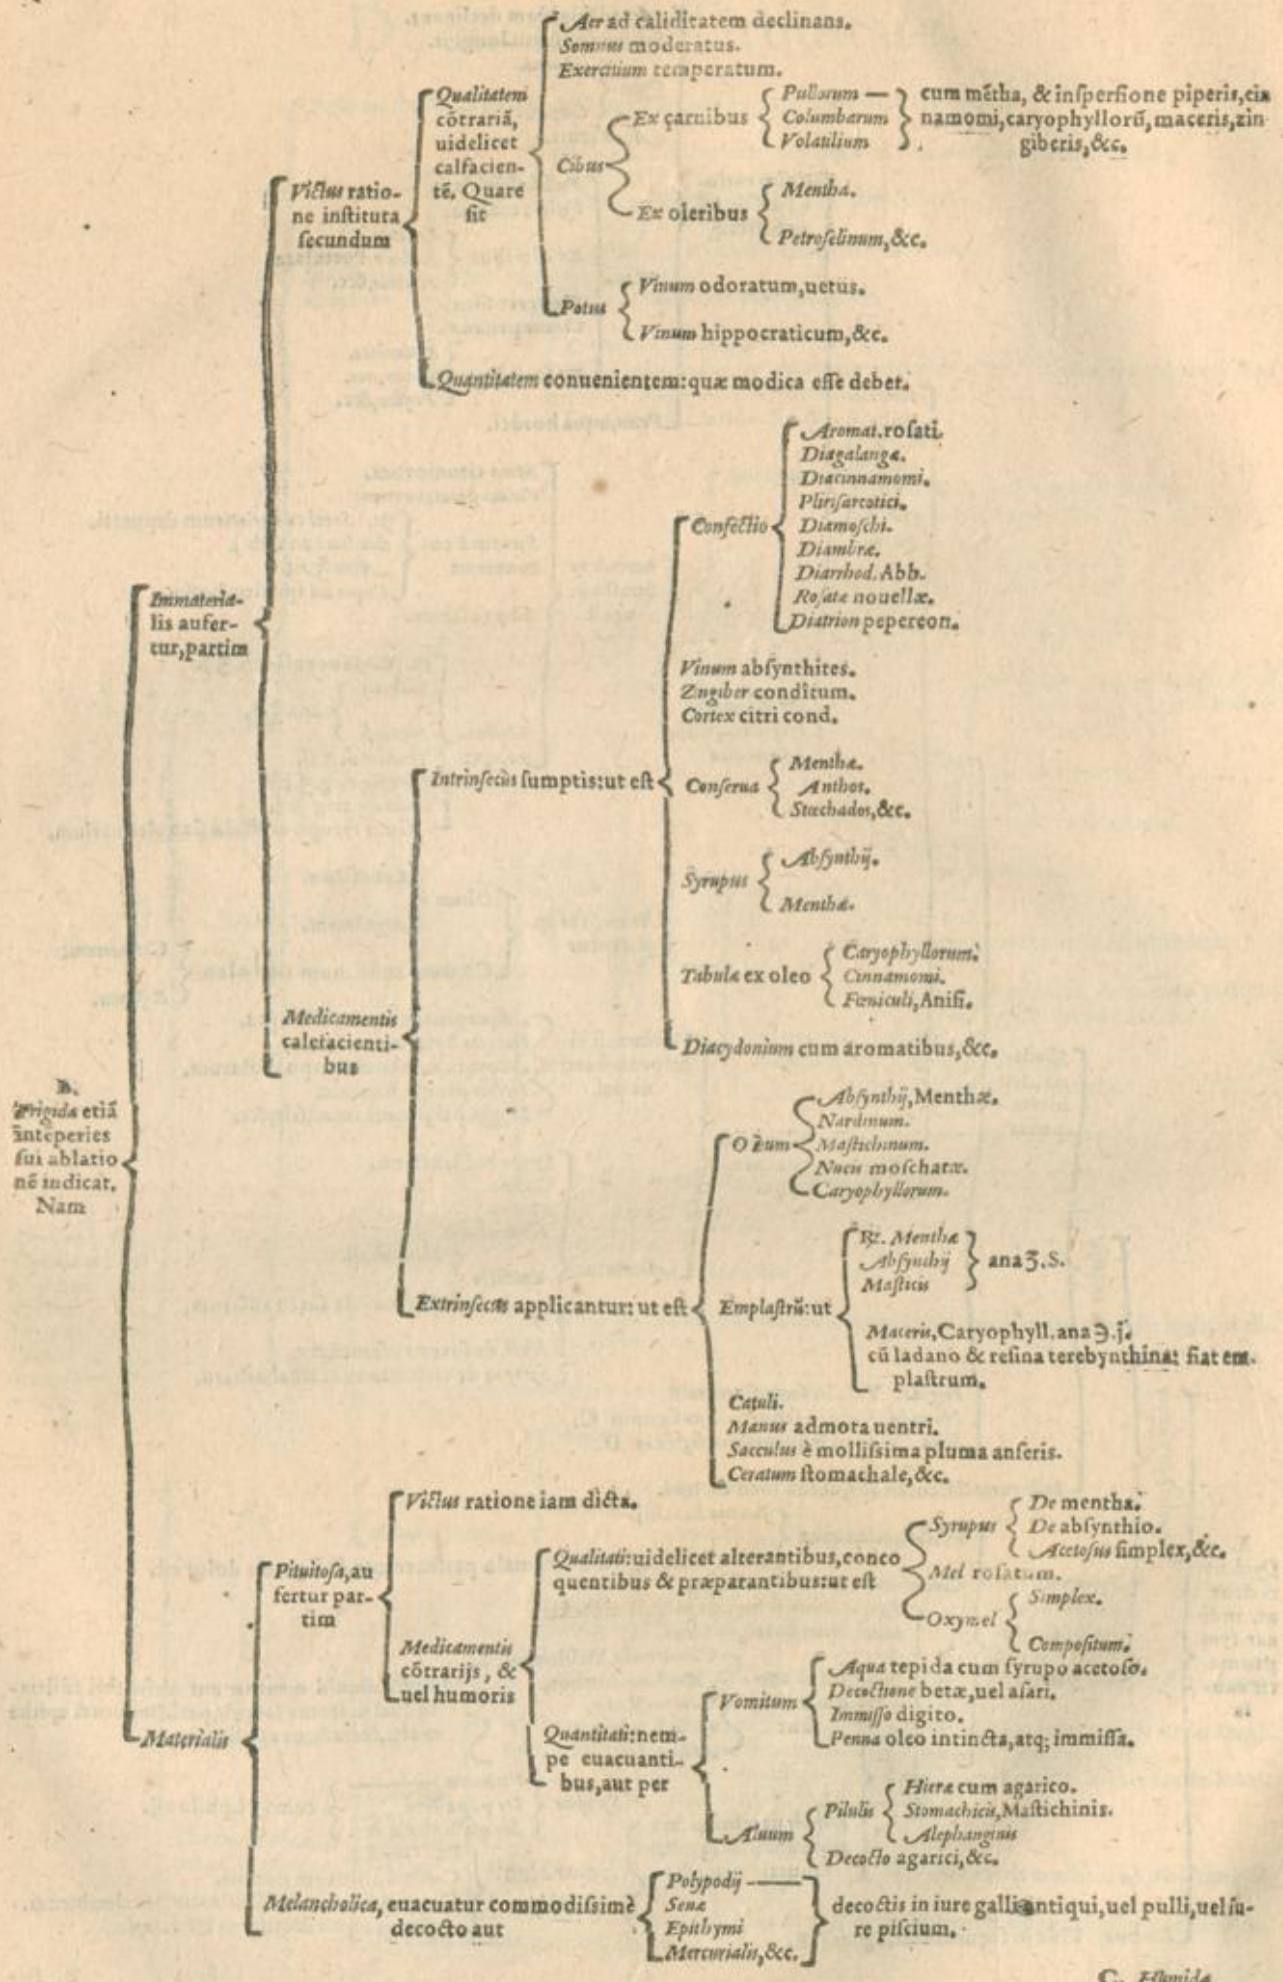 B.
Frigida etiā
intēperies
sui ablatio
nē indicat.
Nam
Immateria-
lis aufer-
tur, partim
Victus ratio-
ne inſtituta
ſecundum
Qualitatem
cōtrariā,
uidelicet
calfacien-
tē. Quare
ſit
Aer ad caliditatem declinans.
Somnus moderatus.
Exercitium temperatum.
Cibus
Ex carnibus
Pullorum
Columbarum
Volatilium
cum mētha, & inſperſione piperis, cin
namomi, caryophyllorū, maceris, zin
giberis, &c.
Ex oleribus
Mentha.
Petroſelinum, &c.
Potus
Vinum odoratum, uetus.
Vinum hippocraticum, &c.
Quantitatem conuenientem: quæ modica eſſe debet.
Medicamentis
calefacienti-
bus
Intrinſecùs ſumptis: ut eſt
Confectio
Aromat. roſati.
Diagalangæ.
Diacinnamomi.
Pliriſarcotici.
Diamoſchi.
Diambræ.
Diarrhod. Abb.
Roſatæ nouellæ.
Diatrion pepereon.
Vinum abſynthites.
Zingiber conditum.
Cortex citri cond.
Conſerua
Menthæ.
Anthos.
Stœchados, &c.
Syrupus
Abſynthij.
Menthæ.
Tabulæ ex oleo
Caryophyllorum.
Cinnamomi.
Fœniculi, Aniſi.
Diacydonium cum aromatibus, &c.
Extrinſecus applicantur: ut eſt
Oleum
Abſynthij, Menthæ.
Nardinum.
Maſtichinum.
Nucis moſchatæ.
Caryophyllorum.
Emplaſtrū: ut
℞. Menthæ
Abſynthij
Maſticis
ana ʒ. S.
Maceris, Caryophyll. ana ℈. j.
cū ladano & reſina terebynthina: fiat em-
plaſtrum.
Catuli.
Manus admota uentri.
Sacculus è molliſsima pluma anſeris.
Ceratum ſtomachale, &c.
Materialis
Pituitoſa, au
fertur par-
tim
Victus ratione iam dicta.
Medicamentis
cōtrarijs, &
uel humoris
Qualitati: uidelicet alterantibus, conco
quentibus & præparantibus: ut eſt
Syrupus
De mentha.
De abſynthio.
Acetoſus ſimplex, &c.
Mel roſatum.
Oxymel
Simplex.
Compoſitum.
Quantitati: nem-
pe euacuanti-
bus, aut per
Vomitum
Aqua tepida cum ſyrupo acetoſo.
Decoctione betæ, uel aſari.
Immiſſo digito.
Penna oleo intincta, atq; immiſſa.
Aluum
Pilulis
Hieræ cum agarico.
Stomachicis, Maſtichinis.
Alephanginis
Decocto agarici, &c.
Melancholica, euacuatur commodiſsimè
decocto aut
Polypodij
Senæ
Epithymi
Mercurialis, &c.
decoctis in iure galli antiqui, uel pulli, uel iu-
re piſcium.
C. Humida